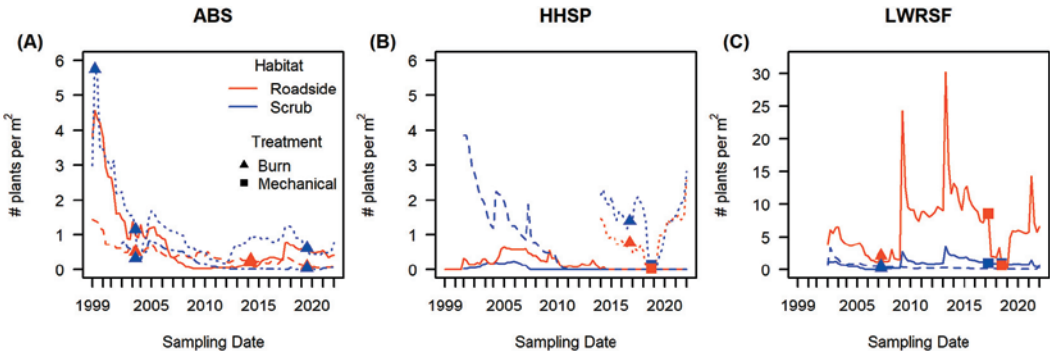 ABS
HHSP
LWRSF
(A)
# plants per m²
6
5
4
3
2
1
0
1999
2005
2010
2015
2020
Sampling Date
Habitat
Roadside
Scrub
Treatment
Burn
Mechanical
(B)
# plants per m²
6
5
4
3
2
1
0
1999
2005
2010
2015
2020
Sampling Date
(C)
# plants per m²
30
25
20
15
10
5
0
1999
2005
2010
2015
2020
Sampling Date